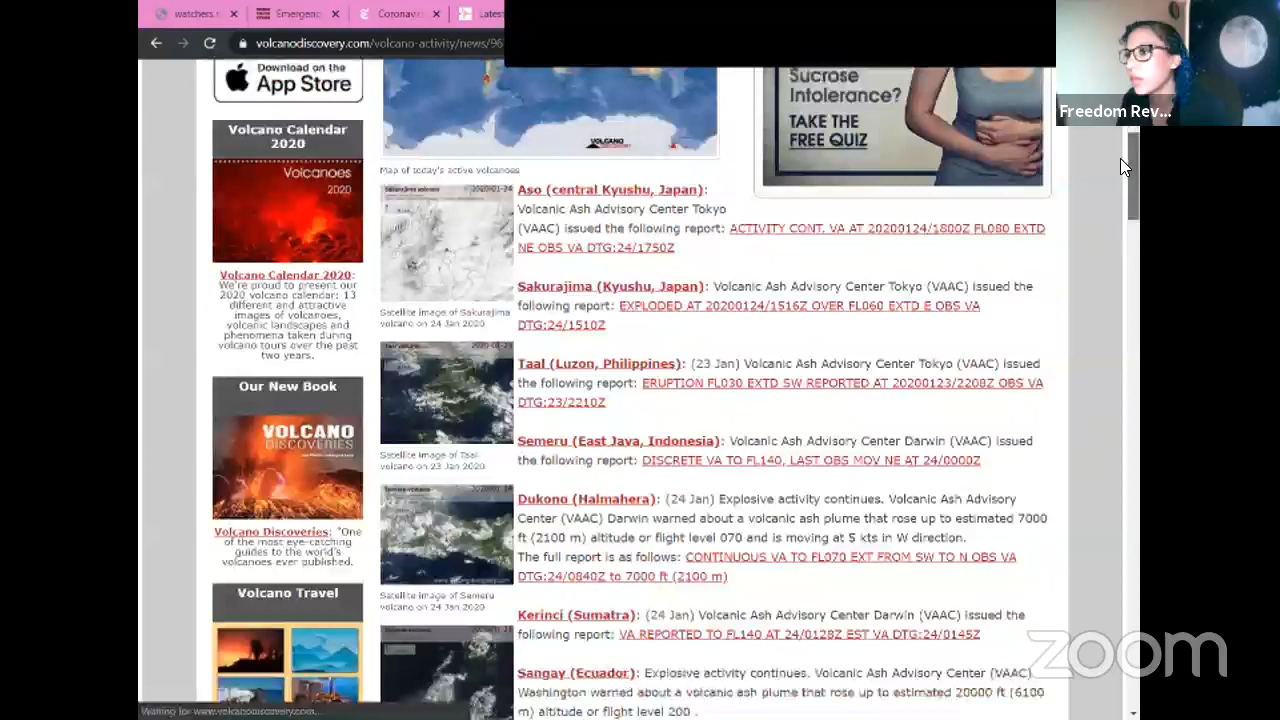 watchers.
Emergenc
Coronav
Latest
volcanodiscovery.com/volcano-activity/news/96
Freedom Rev...
Download on the
App Store
Volcano Calendar
2020
Volcanoes
2020
Volcano Calendar 2020:
We're proud to present our
2020 volcano calendar: 13
different and attractive
images of volcanoes,
volcanic landscapes and
phenomena taken during
volcano tours over the past
two years.
Our New Book
VOLCANO
DISCOVERIES
Volcano Discoveries: "One
of the most eye-catching
guides to the world's
volcanoes ever published.
Volcano Travel
VOLCANO
Map of today's active volcanoes
Sucrose
Intolerance?
TAKE THE
FREE QUIZ
Sakurajima volcano 2020-01-24
Satellite image of Sakurajima
volcano on 24 Jan 2020
Satellite image of Taal
volcano on 23 Jan 2020
Satellite image of Semeru
volcano on 24 Jan 2020
Aso (central Kyushu, Japan):
Volcanic Ash Advisory Center Tokyo
(VAAC) issued the following report: ACTIVITY CONT. VA AT 20200124/1800Z FL080 EXTD
NE OBS VA DTG:24/1750Z
Sakurajima (Kyushu, Japan): Volcanic Ash Advisory Center Tokyo (VAAC) issued the
following report: EXPLODED AT 20200124/1516Z OVER FL060 EXTD E OBS VA
DTG:24/1510Z
Taal (Luzon, Philippines): (23 Jan) Volcanic Ash Advisory Center Tokyo (VAAC) issued
the following report: ERUPTION FL030 EXTD SW REPORTED AT 20200123/2208Z OBS VA
DTG:23/2210Z
Semeru (East Java, Indonesia): Volcanic Ash Advisory Center Darwin (VAAC) issued
the following report: DISCRETE VA TO FL140, LAST OBS MOV NE AT 24/0000Z
Dukono (Halmahera): (24 Jan) Explosive activity continues. Volcanic Ash Advisory
Center (VAAC) Darwin warned about a volcanic ash plume that rose up to estimated 7000
ft (2100 m) altitude or flight level 070 and is moving at 5 kts in W direction.
The full report is as follows: CONTINUOUS VA TO FL070 EXT FROM SW TO N OBS VA
DTG:24/0840Z to 7000 ft (2100 m)
Kerinci (Sumatra): (24 Jan) Volcanic Ash Advisory Center Darwin (VAAC) issued the
following report: VA REPORTED TO FL140 AT 24/0128Z EST VA DTG:24/0145Z
Sangay (Ecuador): Explosive activity continues. Volcanic Ash Advisory Center (VAAC)
Washington warned about a volcanic ash plume that rose up to estimated 20000 ft (6100
m) altitude or flight level 200 .
Waiting for www.volcanodiscovery.com...
zoom